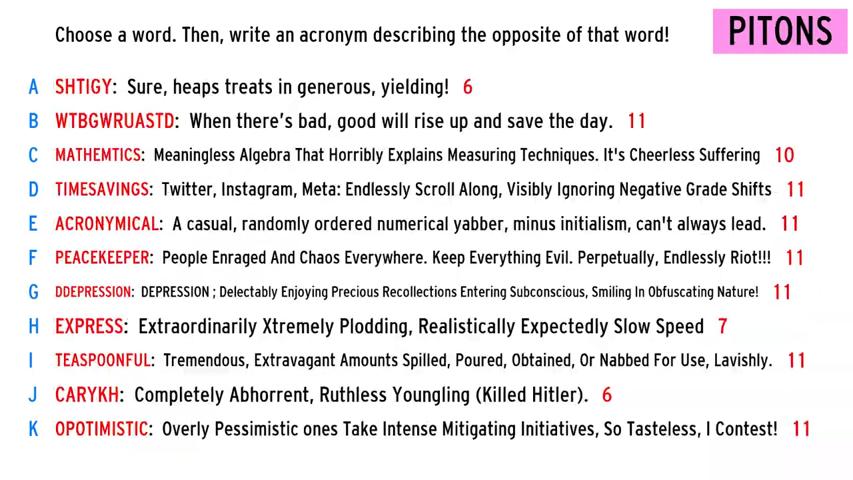 Choose a word. Then, write an acronym describing the opposite of that word!
PITONS
A SHTIGY: Sure, heaps treats in generous, yielding! 6
B WTBGWRUASTD: When there's bad, good will rise up and save the day. 11
C MATHEMTICS: Meaningless Algebra That Horribly Explains Measuring Techniques. It's Cheerless Suffering 10
D TIMESAVINGS: Twitter, Instagram, Meta: Endlessly Scroll Along, Visibly Ignoring Negative Grade Shifts 11
E ACRONYMICAL: A casual, randomly ordered numerical yabber, minus initialism, can't always lead. 11
F PEACEKEEPER: People Enraged And Chaos Everywhere. Keep Everything Evil. Perpetually, Endlessly Riot!!! 11
G DDEPRESSION: DEPRESSION ; Delectably Enjoying Precious Recollections Entering Subconscious, Smiling In Obfuscating Nature! 11
H EXPRESS: Extraordinarily Xtremely Plodding, Realistically Expectedly Slow Speed 7
I TEASPOONFUL: Tremendous, Extravagant Amounts Spilled, Poured, Obtained, Or Nabbed For Use, Lavishly. 11
J CARYKH: Completely Abhorrent, Ruthless Youngling (Killed Hitler). 6
K OPOTIMISTIC: Overly Pessimistic ones Take Intense Mitigating Initiatives, So Tasteless, I Contest! 11